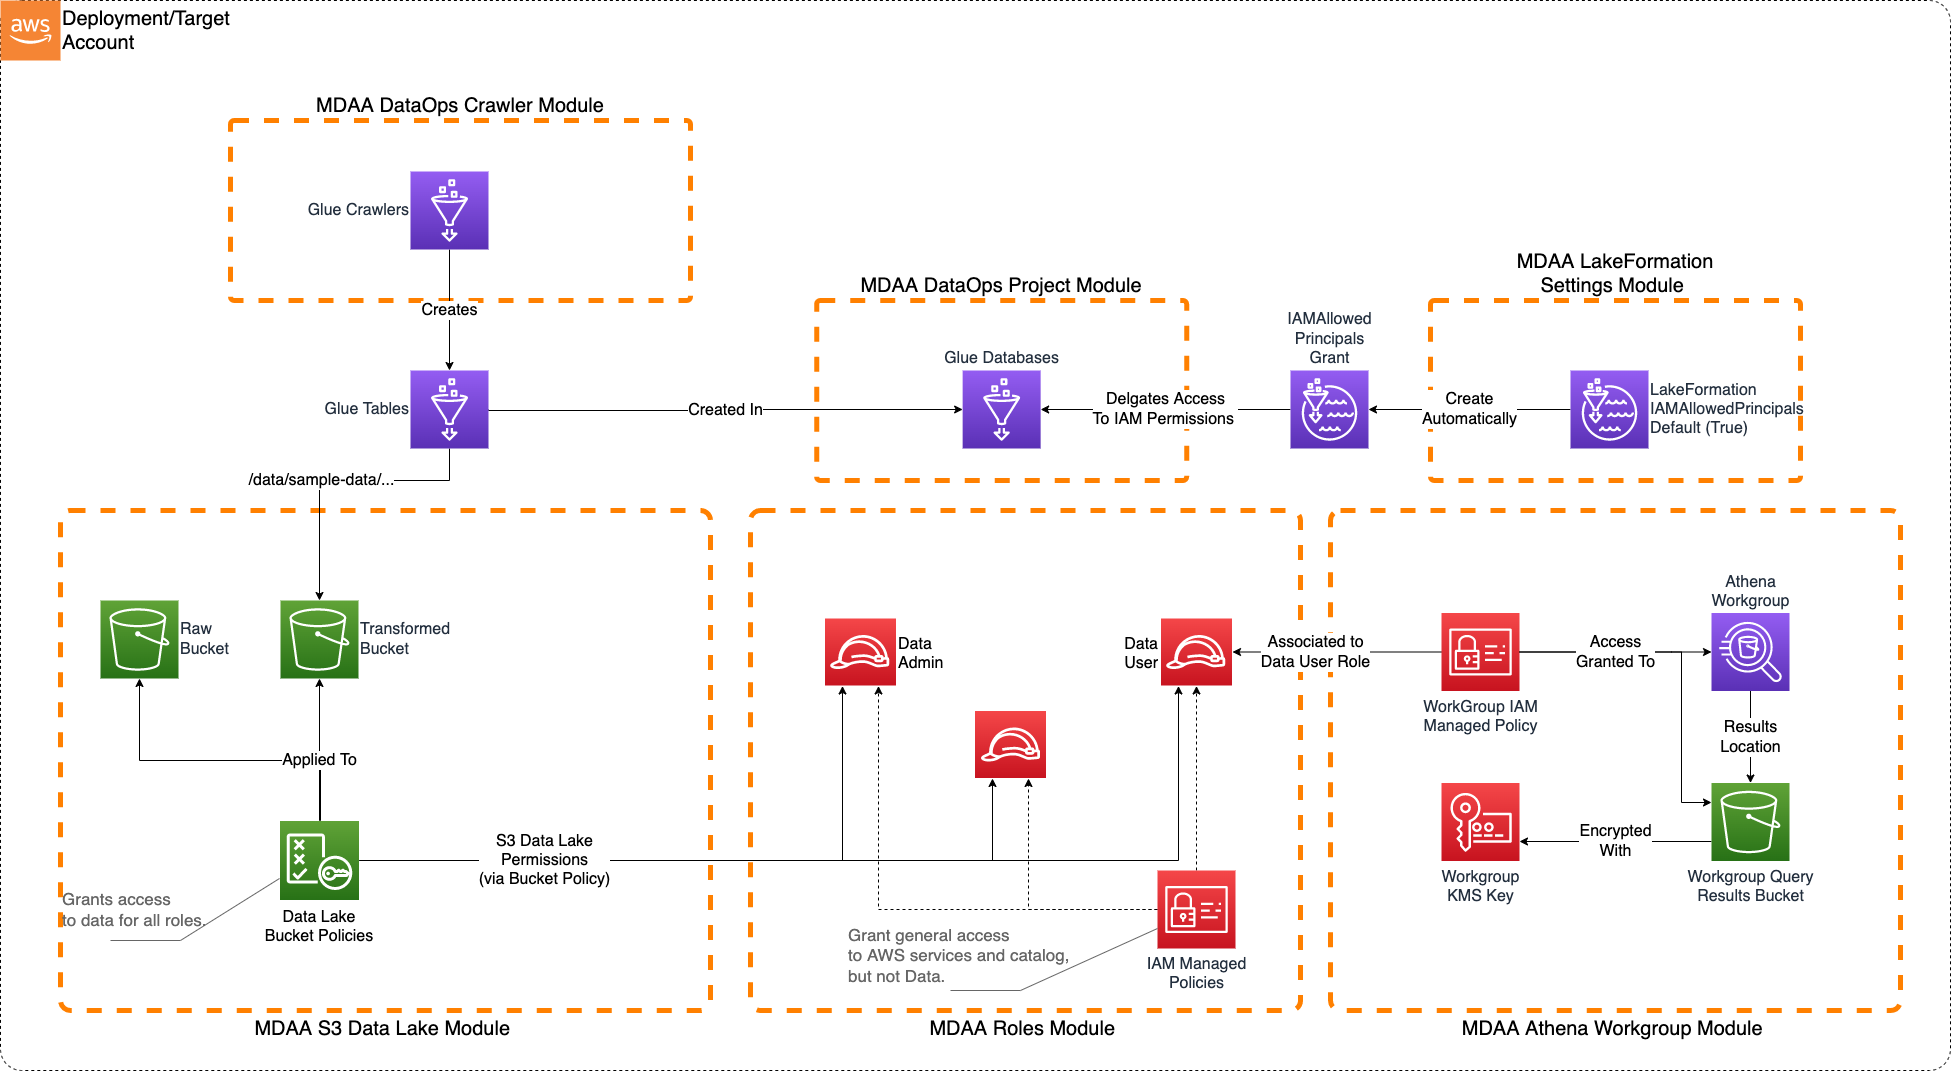 aws
Deployment/Target
Account
MDAA DataOps Crawler Module
Glue Crawlers
Creates
MDAA DataOps Project Module
MDAA LakeFormation
Settings Module
IAMAllowed
Principals
Grant
Glue Databases
Glue Tables
Created In
Delgates Access
To IAM Permissions
Create
Automatically
LakeFormation
IAMAllowedPrincipals
Default (True)
/data/sample-data/...
Raw
Bucket
Transformed
Bucket
Applied To
Data Lake
Bucket Policies
Grants access
to data for all roles.
S3 Data Lake
Permissions
(via Bucket Policy)
MDAA S3 Data Lake Module
Data
Admin
Data
User
Grant general access
to AWS services and catalog,
but not Data.
IAM Managed
Policies
MDAA Roles Module
Associated to
Data User Role
WorkGroup IAM
Managed Policy
Access
Granted To
Athena
Workgroup
Results
Location
Encrypted
With
Workgroup
KMS Key
Workgroup Query
Results Bucket
MDAA Athena Workgroup Module